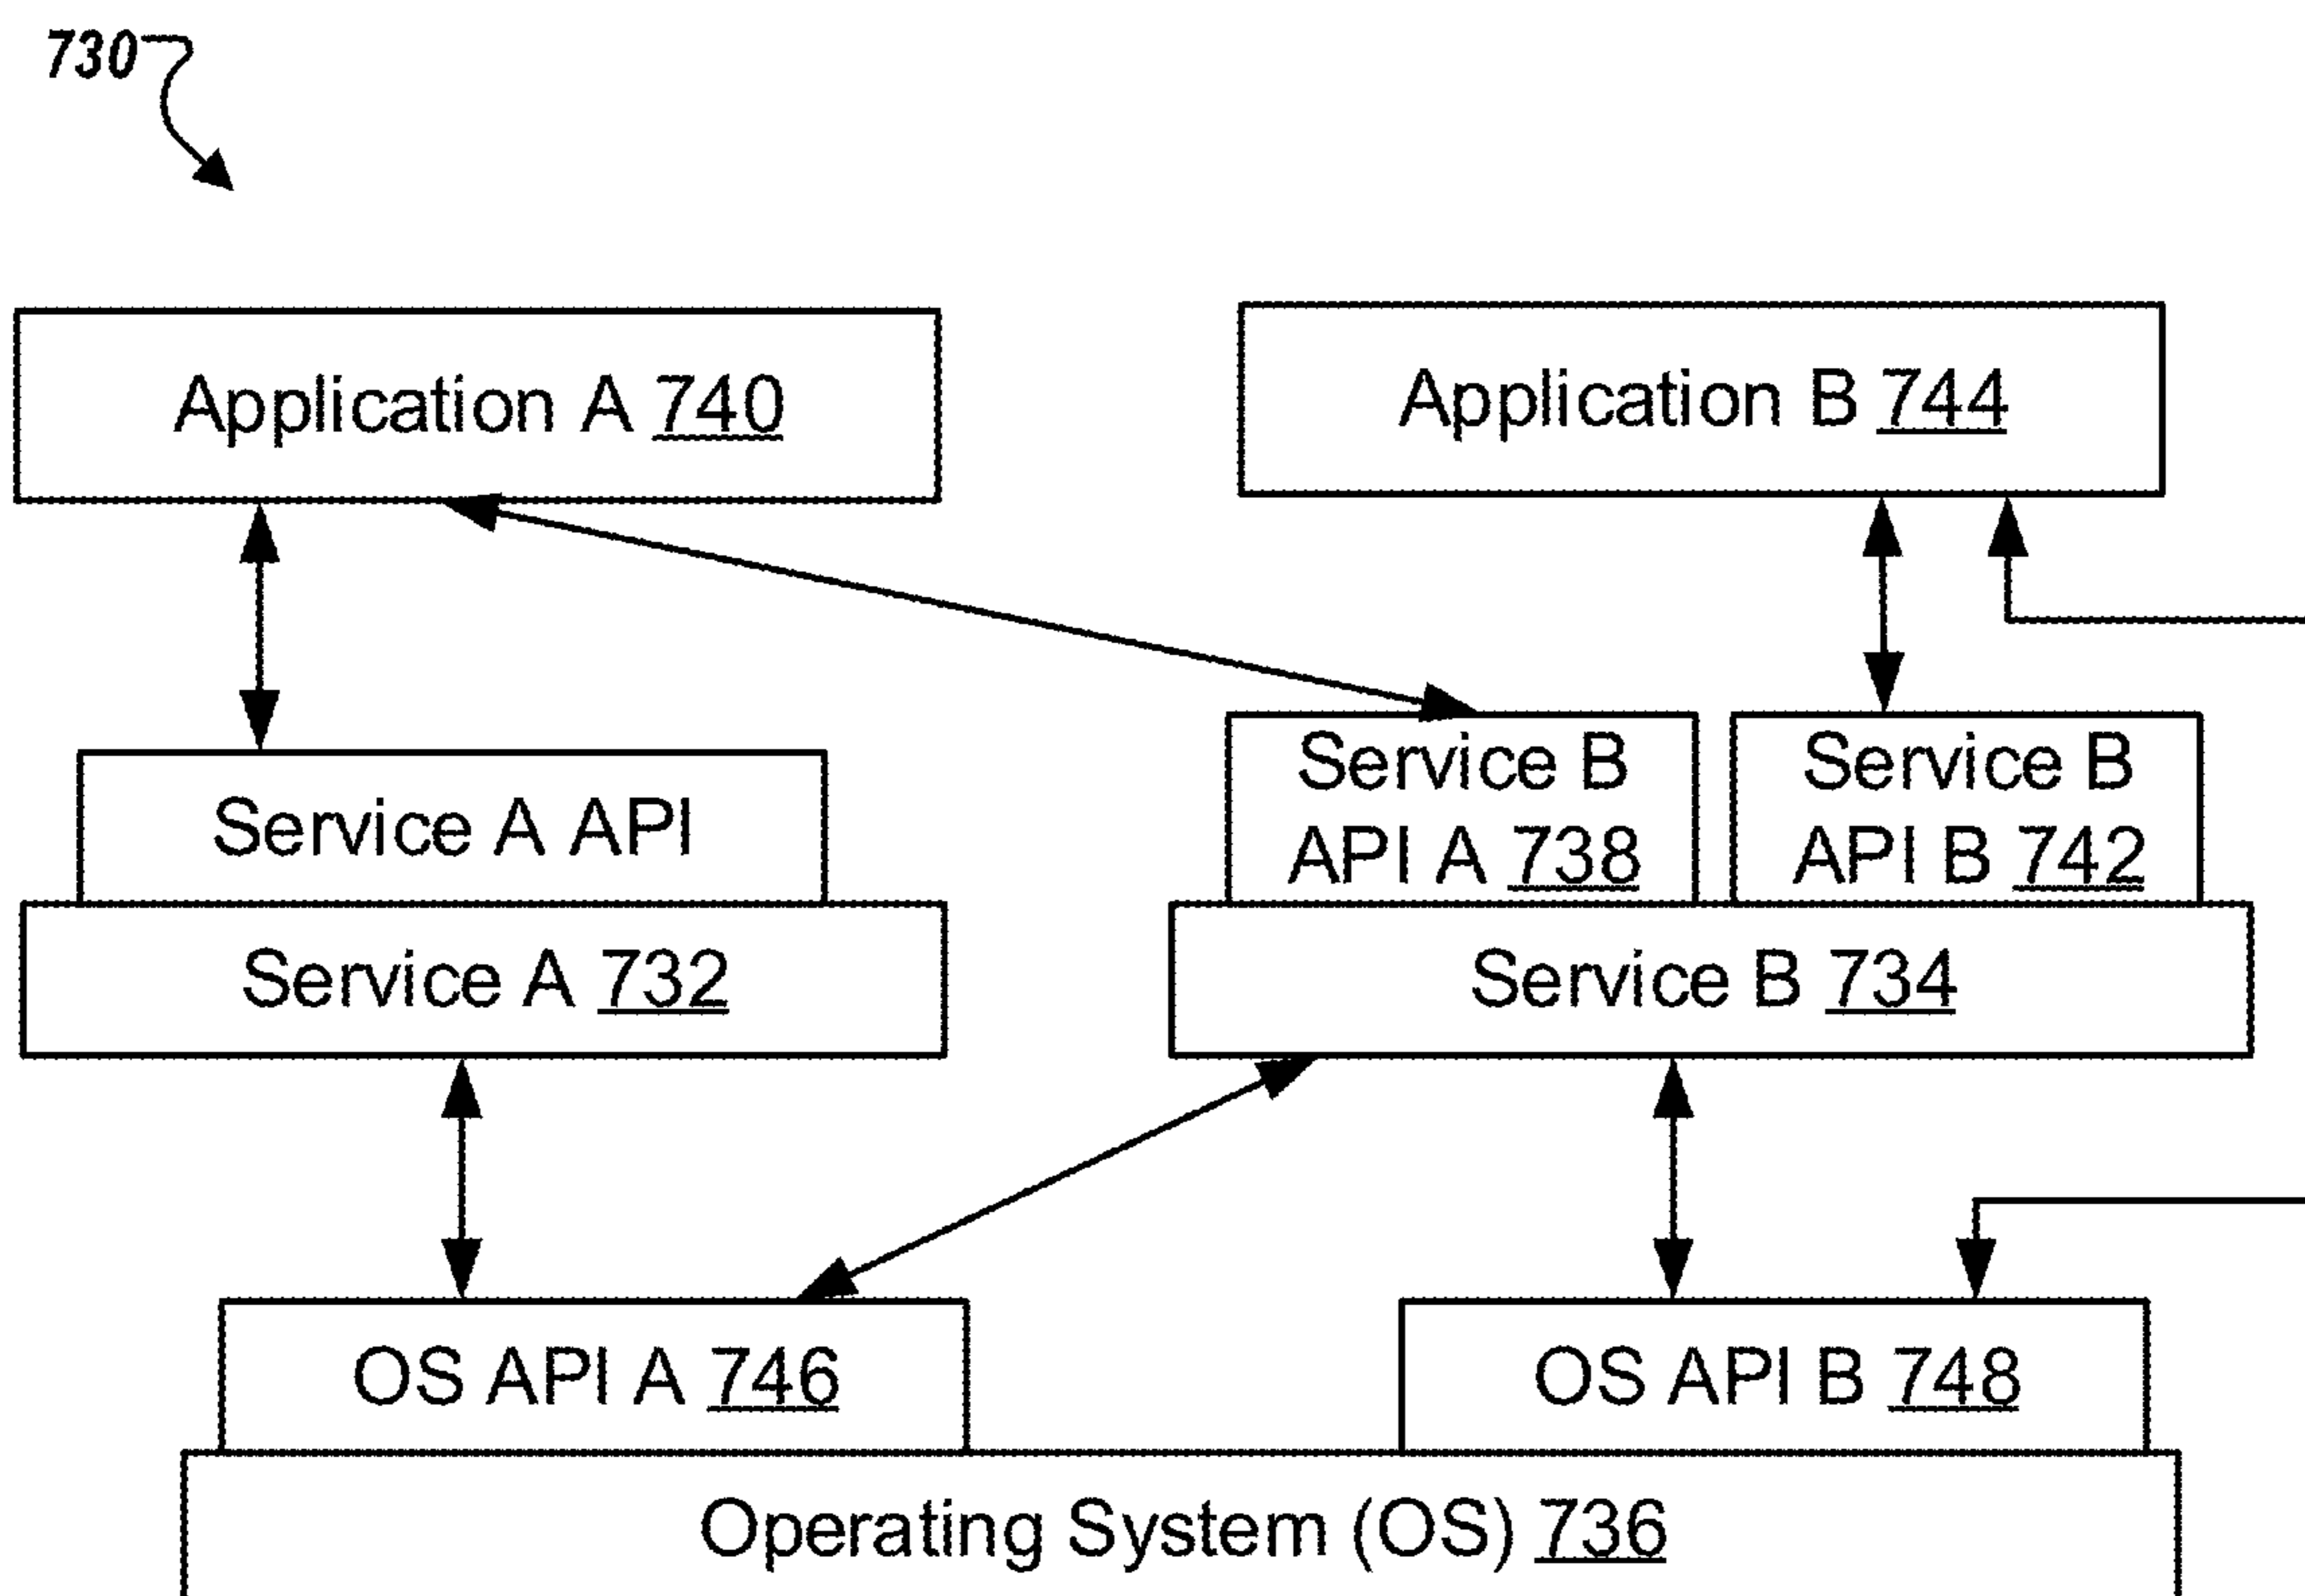 730
Application A 740
Application B 744
Service A API
Service B
API A 738
Service B
API B 742
Service A 732
Service B 734
OS API A 746
OS API B 748
Operating System (OS) 736